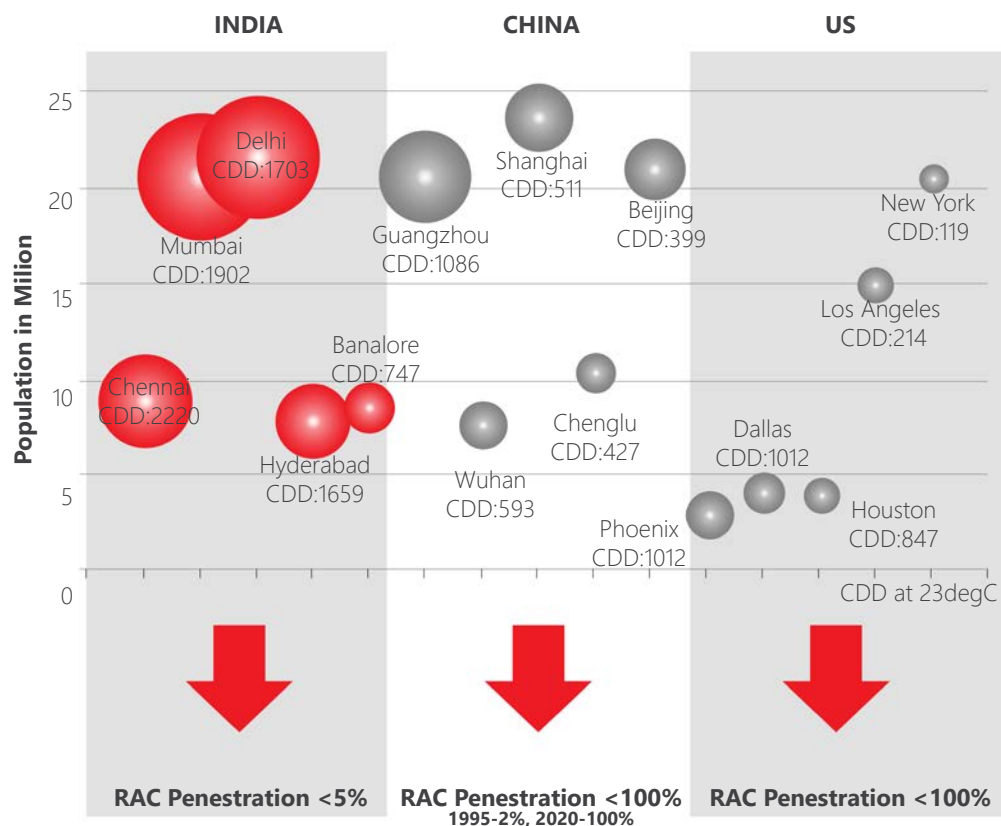 INDIA
CHINA
US
Population in Milion
25
20
15
10
5
0
Delhi
CDD:1703
Mumbai
CDD:1902
Chennai
CDD:2220
Banalore
CDD:747
Hyderabad
CDD:1659
Shanghai
CDD:511
Guangzhou
CDD:1086
Beijing
CDD:399
Chenglu
CDD:427
Wuhan
CDD:593
New York
CDD:119
Los Angeles
CDD:214
Dallas
CDD:1012
Phoenix
CDD:1012
Houston
CDD:847
CDD at 23degC
RAC Penestration <5%
RAC Penestration <100%
1995-2%, 2020-100%
RAC Penestration <100%